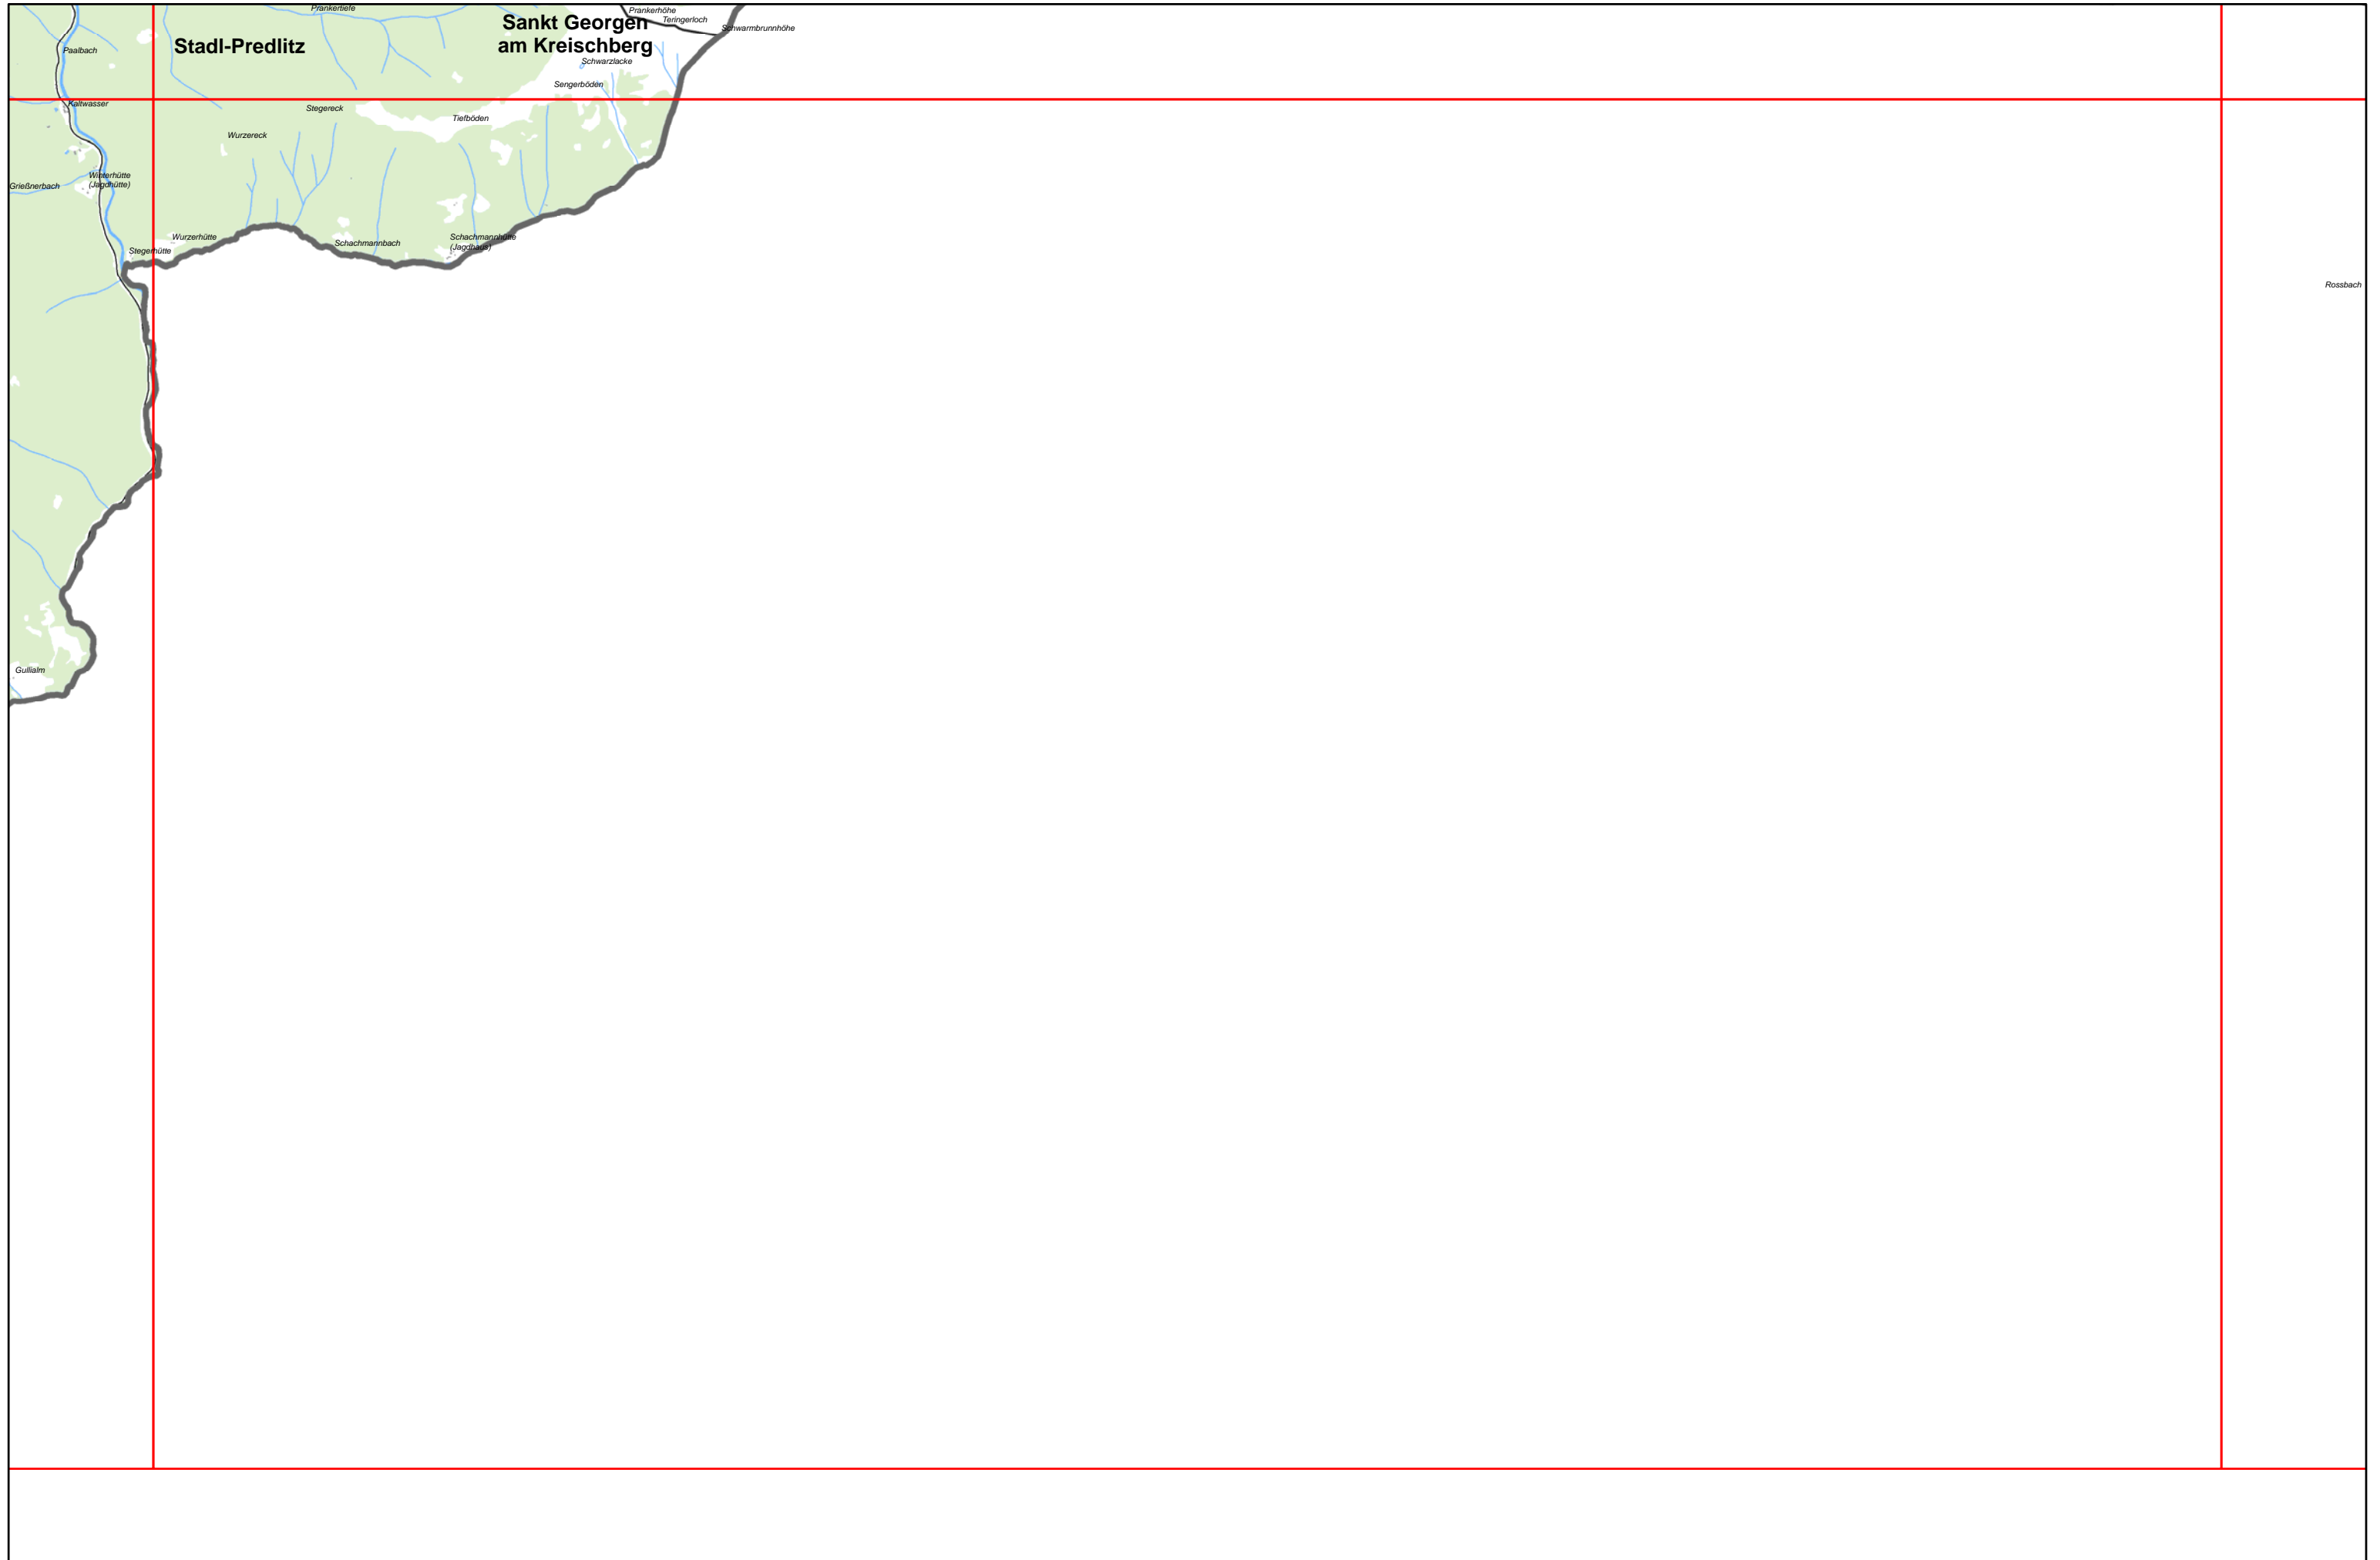 Prankertiefe
Prankerhöhe
Teringerloch
Sankt Georgen
am Kreischberg
Schwarmbrunnhöhe
Stadl-Predlitz
Paalbach
Schwarzlacke
Sengerböden
Kaltwasser
Stegereck
Tiefböden
Wurzereck
Winterhütte
(Jagdhütte)
Grießnerbach
Wurzerhütte
Schachmannbach
Schachmannhütte
(Jagdhaus)
Stegerhütte
Rossbach
Gullialm